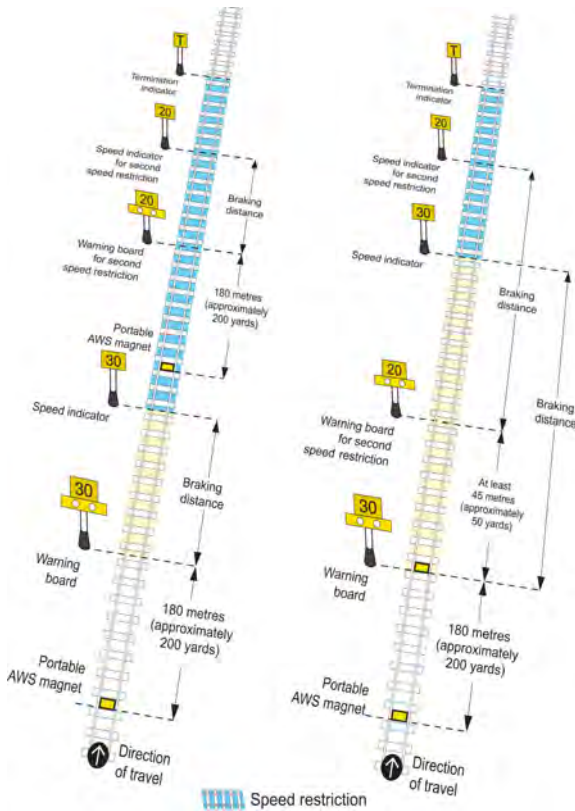 T
Termination
indicator
20
Speed indicator
for second
speed restriction
Braking
distance
20
Warning board
for second
speed restriction
180 metres
(approximately
200 yards)
Portable
AWS magnet
30
Speed indicator
Braking
distance
30
Warning
board
180 metres
(approximately
200 yards)
Portable
AWS magnet
Direction
of travel
T
Termination
indicator
20
Speed indicator
for second
speed restriction
30
Speed indicator
Braking
distance
20
Warning board
for second
speed restriction
Braking
distance
At least
45 metres
(approximately
50 yards)
30
Warning
board
180 metres
(approximately
200 yards)
Portable
AWS magnet
Direction
of travel
Speed restriction